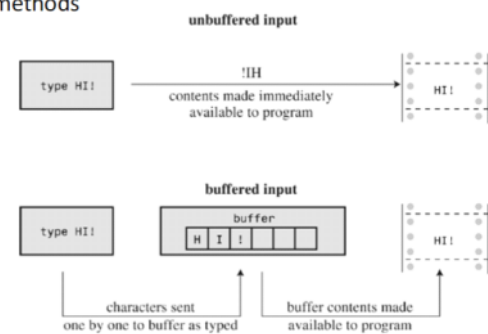 methods
unbuffered input
type HI!
!IH
contents made immediately
available to program
HI!
buffered input
type HI!
buffer
H I !
HI!
characters sent
one by one to buffer as typed
buffer contents made
available to program